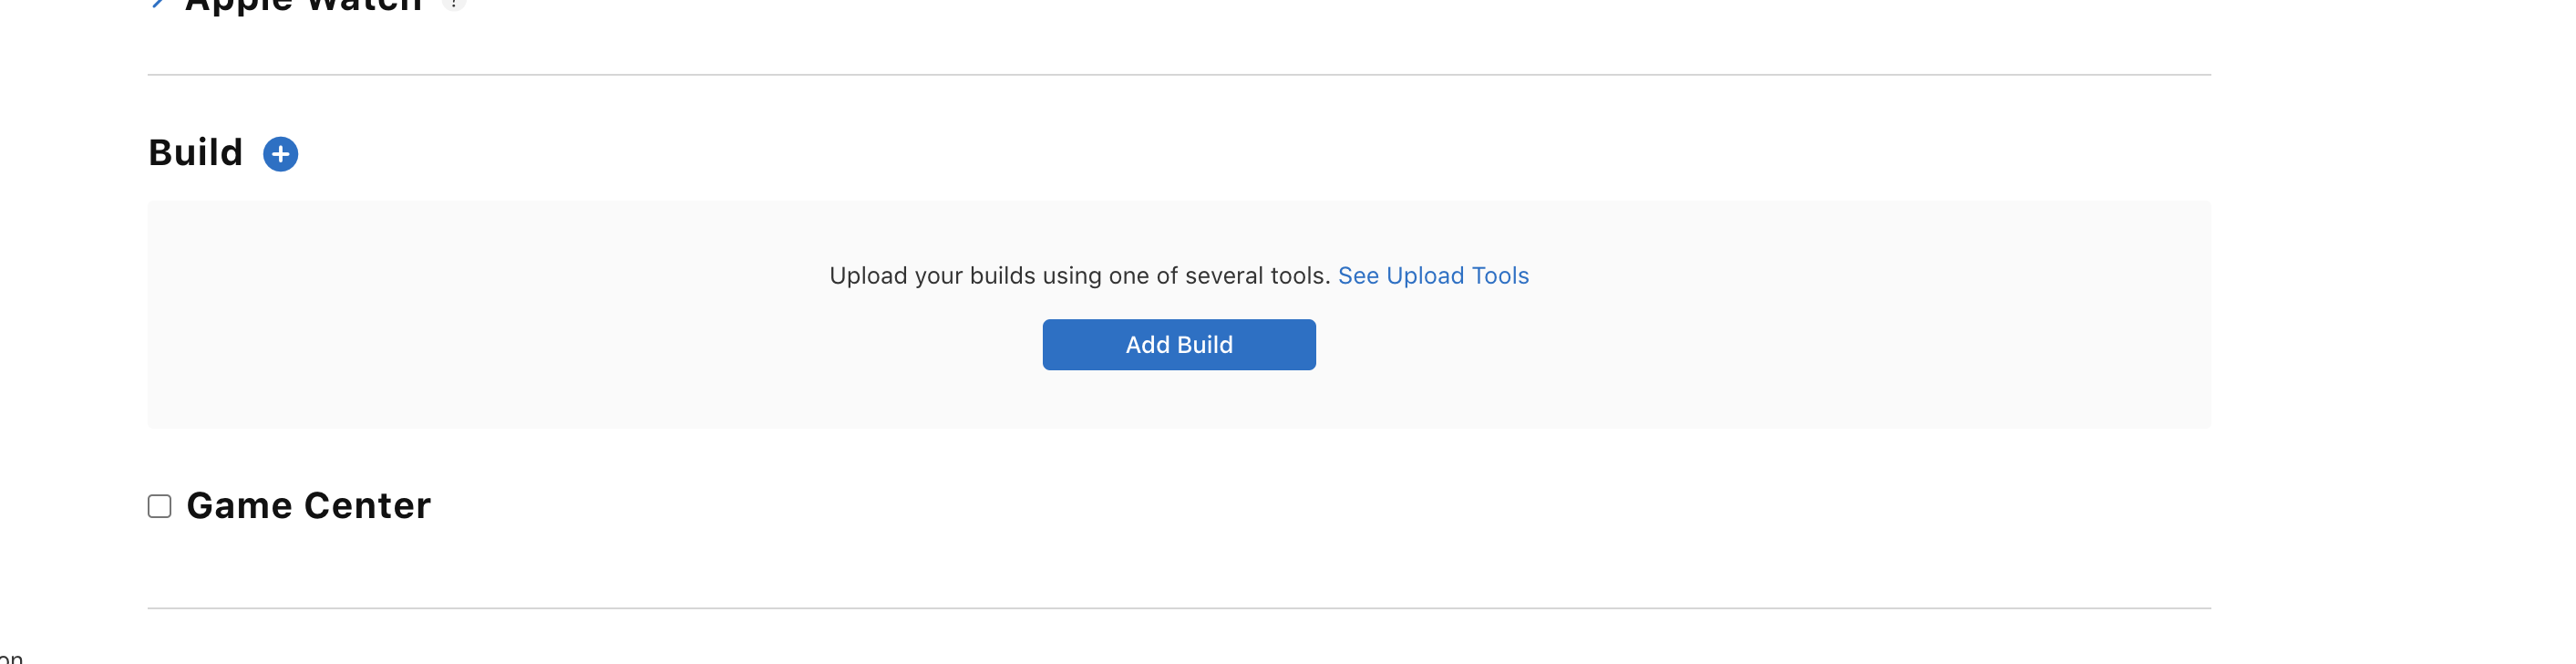 Apple Watch ?
Build
Upload your builds using one of several tools. See Upload Tools
Add Build
Game Center
on